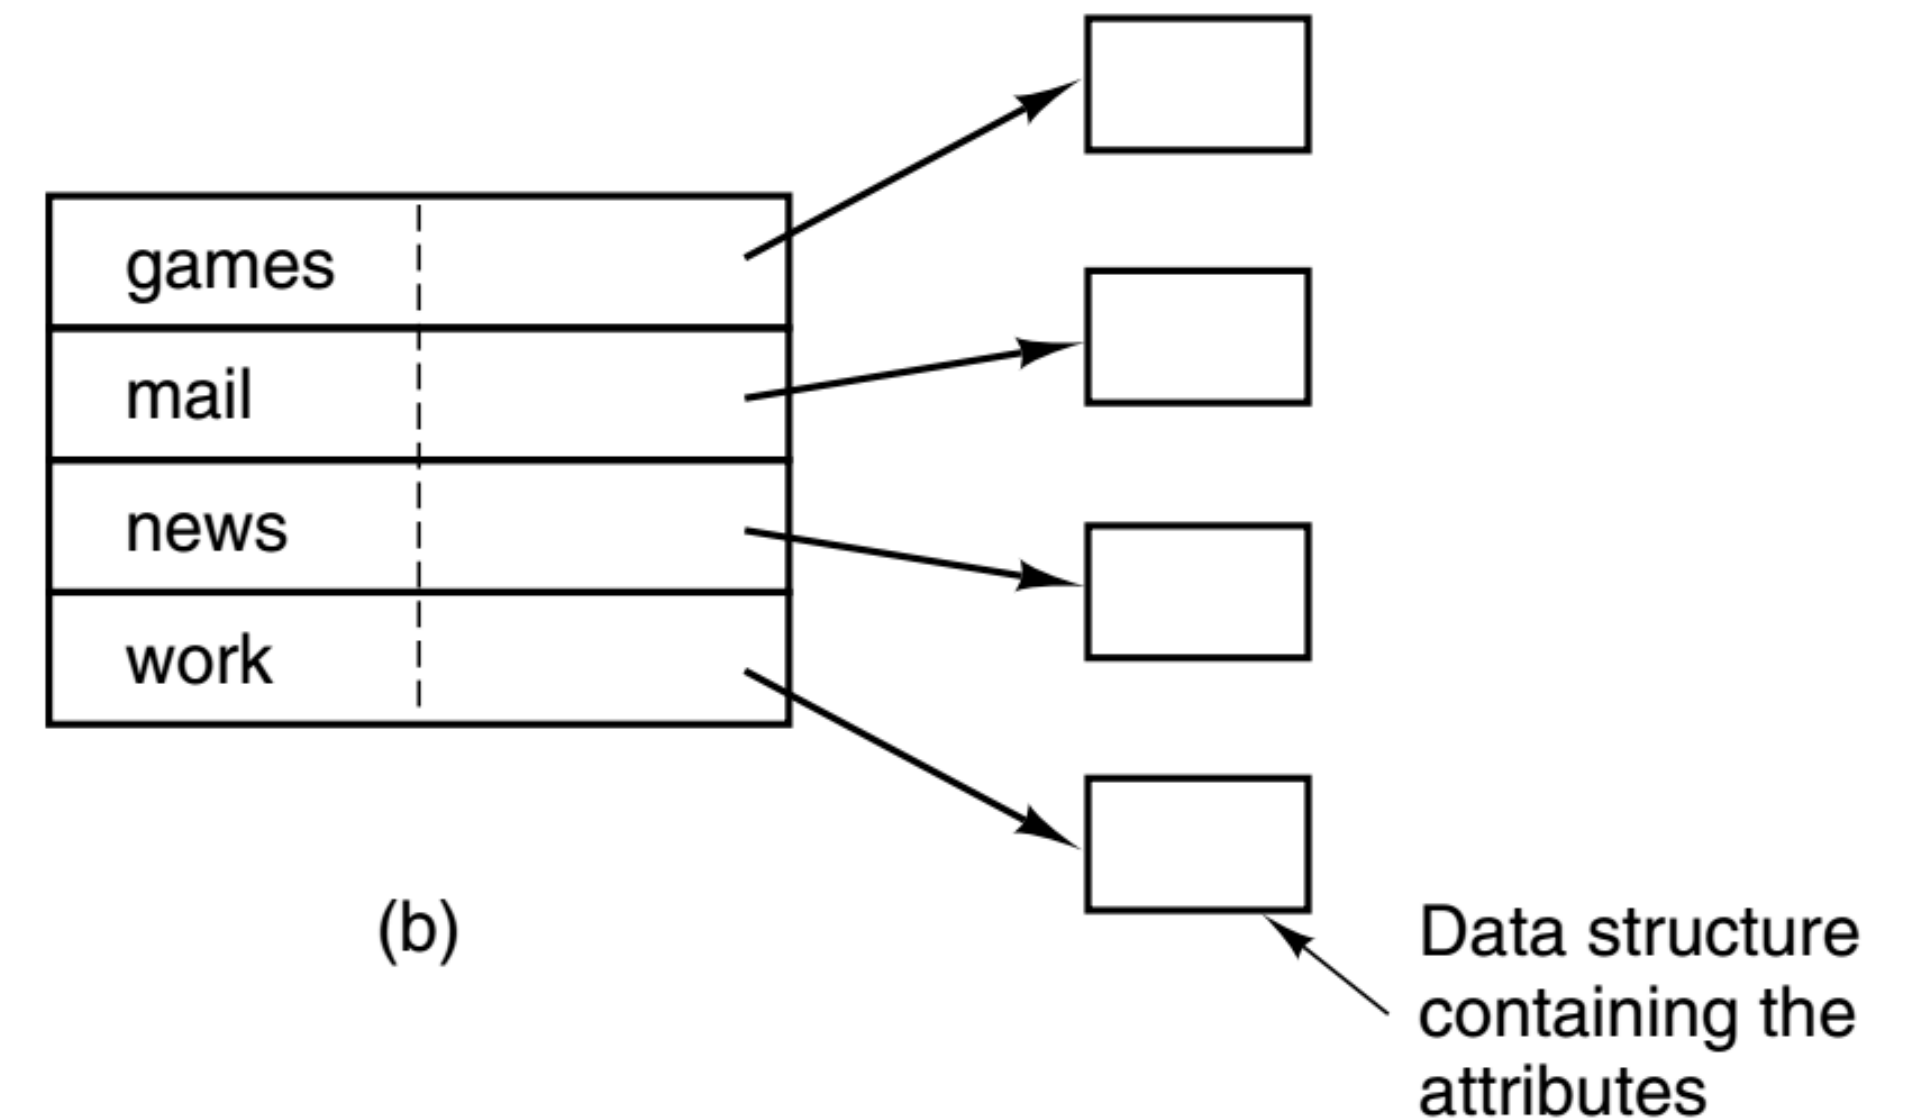 games
mail
news
work
(b)
Data structure
containing the
attributes